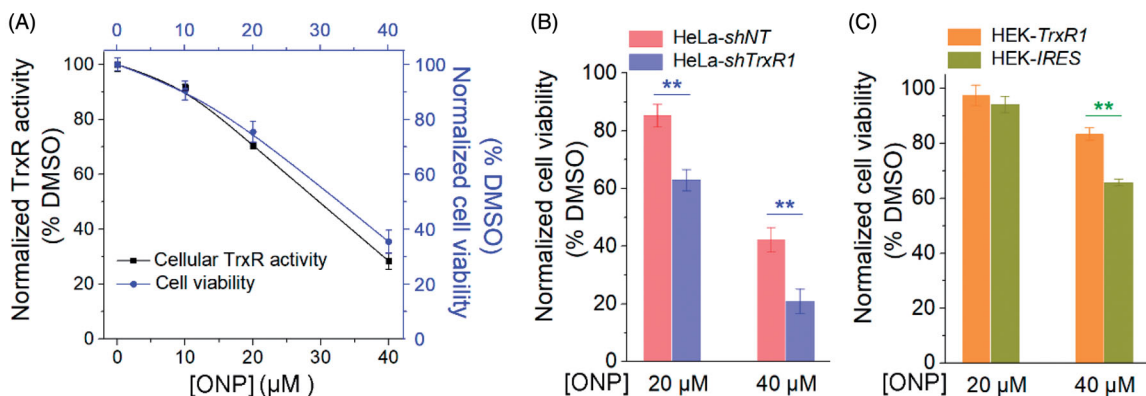 (A)
0 10 20 30 40
Normalized TrxR activity
(% DMSO)
100
80
60
40
20
0
Cellular TrxR activity
Cell viability
100
80
60
40
20
0
Normalized cell viability
(% DMSO)
0 10 20 30 40
[ONP] (µM )
(B)
HeLa-shNT
HeLa-shTrxR1
Normalized cell viability
(% DMSO)
100
80
60
40
20
0
**
**
[ONP]
20 µM 40 µM
(C)
HEK-TrxR1
HEK-IRES
Normalized cell viability
(% DMSO)
100
80
60
40
20
0
**
[ONP]
20 µM 40 µM